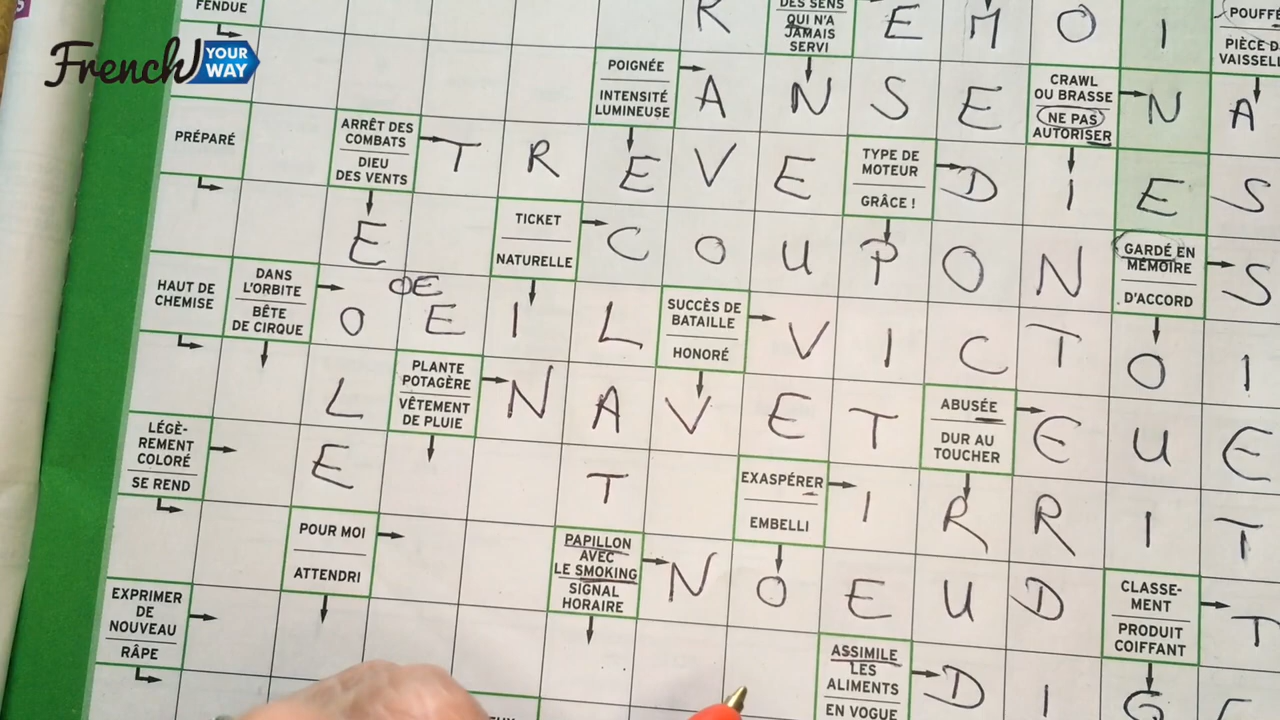 FENDUE
R
DES SENS
QUI N'A
JAMAIS
SERVI
E M O I
POUFFÉ
PIÈCE D
VAISSELL
French YOUR WAY
POIGNÉE
INTENSITÉ
LUMINEUSE
A N S E
CRAWL
OU BRASSE
NE PAS
AUTORISER
N A
PRÉPARÉ
ARRÊT DES
COMBATS
DIEU
DES VENTS
T R E V E
TYPE DE
MOTEUR
GRÂCE !
D I E S
E
TICKET
NATURELLE
C O U P O N
GARDÉ EN
MÉMOIRE
D'ACCORD
S
HAUT DE
CHEMISE
DANS
L'ORBITE
BÊTE
DE CIRQUE
OE
O E I L
SUCCÈS DE
BATAILLE
HONORÉ
V I C T O I
L
PLANTE
POTAGÈRE
VÊTEMENT
DE PLUIE
N A V E T
ABUSÉE
DUR AU
TOUCHER
E U E
LÉGÈ-
REMENT
COLORÉ
SE REND
E
T
EXASPÉRER
EMBELLI
I R R I T
POUR MOI
ATTENDRI
PAPILLON
AVEC
LE SMOKING
SIGNAL
HORAIRE
N O E U D
CLASSE-
MENT
PRODUIT
COIFFANT
T
EXPRIMER
DE
NOUVEAU
RÂPE
ASSIMILE
LES
ALIMENTS
EN VOGUE
D I G